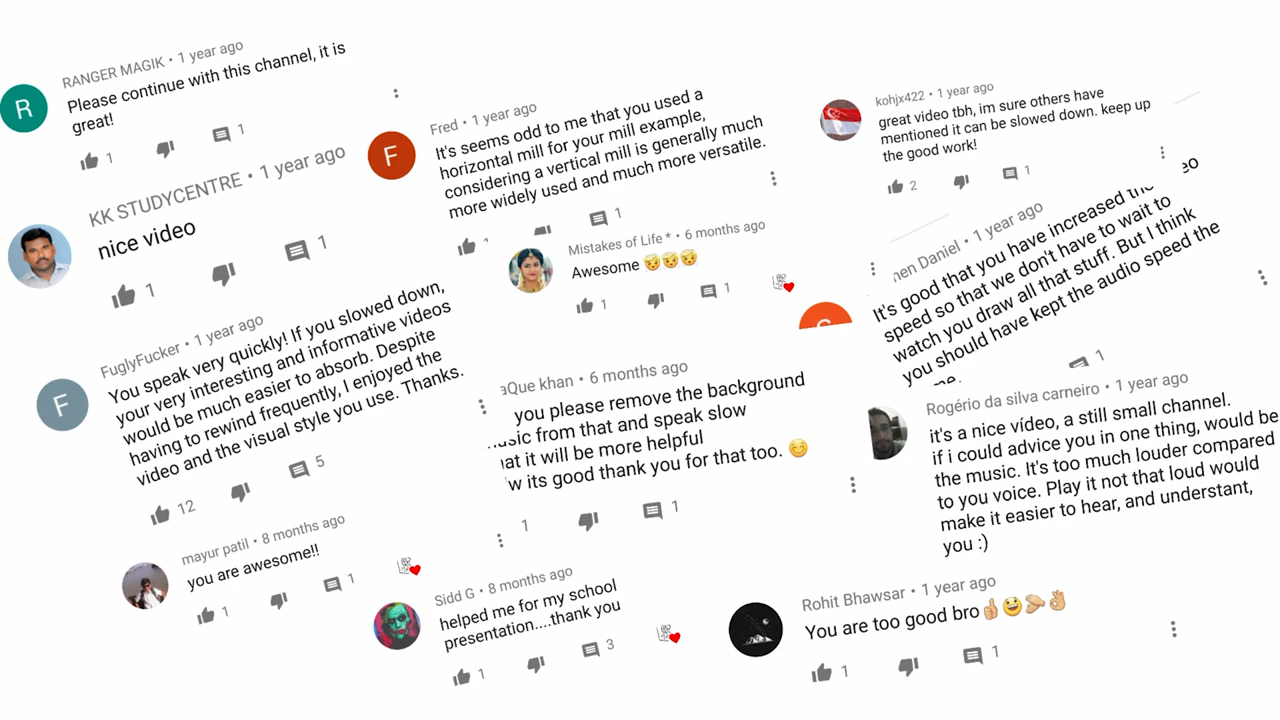 RANGER MAGIK • 1 year ago
Please continue with this channel, it is
great!
1
1
R
KK STUDYCENTRE • 1 year ago
nice video
1
1
FuglyFucker • 1 year ago
You speak very quickly! If you slowed down,
your very interesting and informative videos
would be much easier to absorb. Despite
having to rewind frequently, I enjoyed the
video and the visual style you use. Thanks.
12
5
F
mayur patil • 8 months ago
you are awesome!!
1
1
Fred • 1 year ago
It's seems odd to me that you used a
horizontal mill for your mill example,
considering a vertical mill is generally much
more widely used and much more versatile.
1
F
Mistakes of Life * • 6 months ago
Awesome 😇😇😇
1
1
aQue khan • 6 months ago
you please remove the background
from that and speak slow
it will be more helpful
its good thank you for that too. 😊
1
1
Sidd G • 8 months ago
helped me for my school
presentation....thank you
1
3
kohjx422 • 1 year ago
great video tbh, im sure others have
mentioned it can be slowed down. keep up
the good work!
2
1
Daniel • 1 year ago
It's good that you have increased the
speed so that we don't have to wait to
watch you draw all that stuff. But I think
you should have kept the audio speed the
1
Rogério da silva carneiro • 1 year ago
it's a nice vídeo, a still small channel.
if i could advice you in one thing, would be
the music. It's too much louder compared
to you voice. Play it not that loud would
make it easier to hear, and understant,
you :)
Rohit Bhawsar • 1 year ago
You are too good bro👍😃🫴👌
1
1